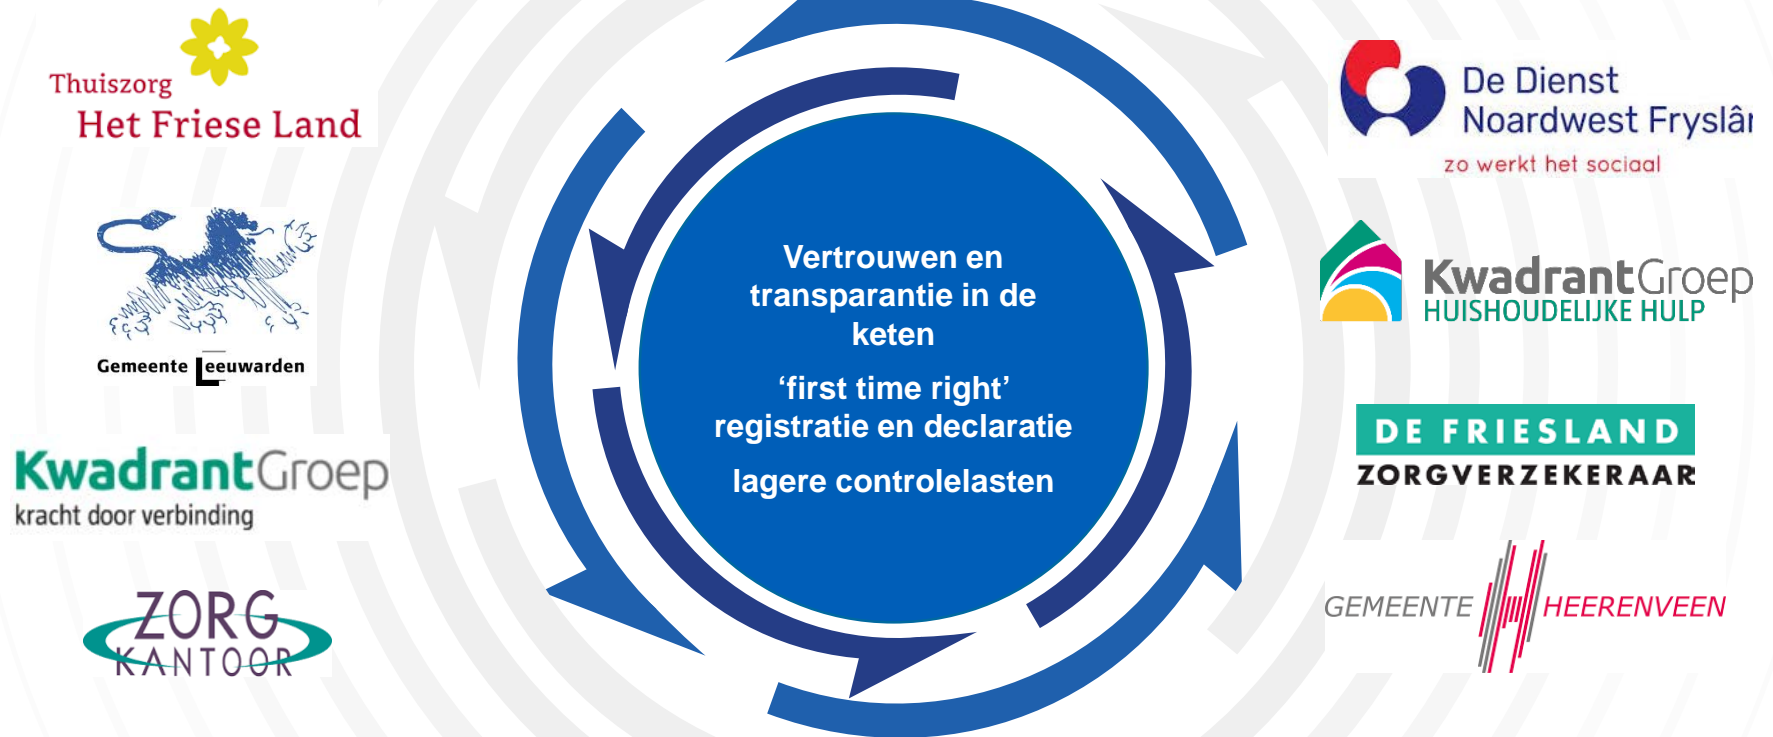 Thuiszorg
Het Friese Land
Gemeente Leeuwarden
KwadrantGroep
kracht door verbinding
ZORG
KANTOOR
Vertrouwen en
transparantie in de
keten
‘first time right’
registratie en declaratie
lagere controlelasten
De Dienst
Noardwest Fryslân
zo werkt het sociaal
KwadrantGroep
HUISHOUDELIJKE HULP
DE FRIESLAND
ZORGVERZEKERAAR
GEMEENTE HEERENVEEN